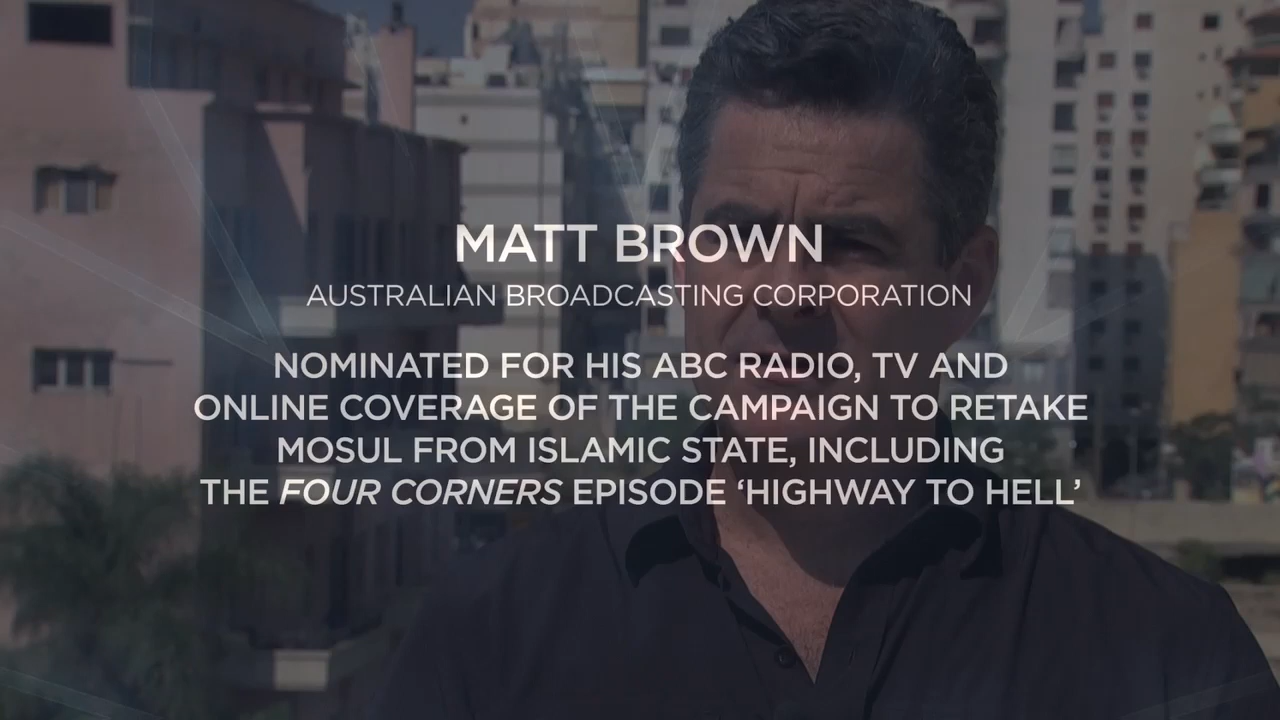 MATT BROWN
AUSTRALIAN BROADCASTING CORPORATION
NOMINATED FOR HIS ABC RADIO, TV AND
ONLINE COVERAGE OF THE CAMPAIGN TO RETAKE
MOSUL FROM ISLAMIC STATE, INCLUDING
THE FOUR CORNERS EPISODE ‘HIGHWAY TO HELL’